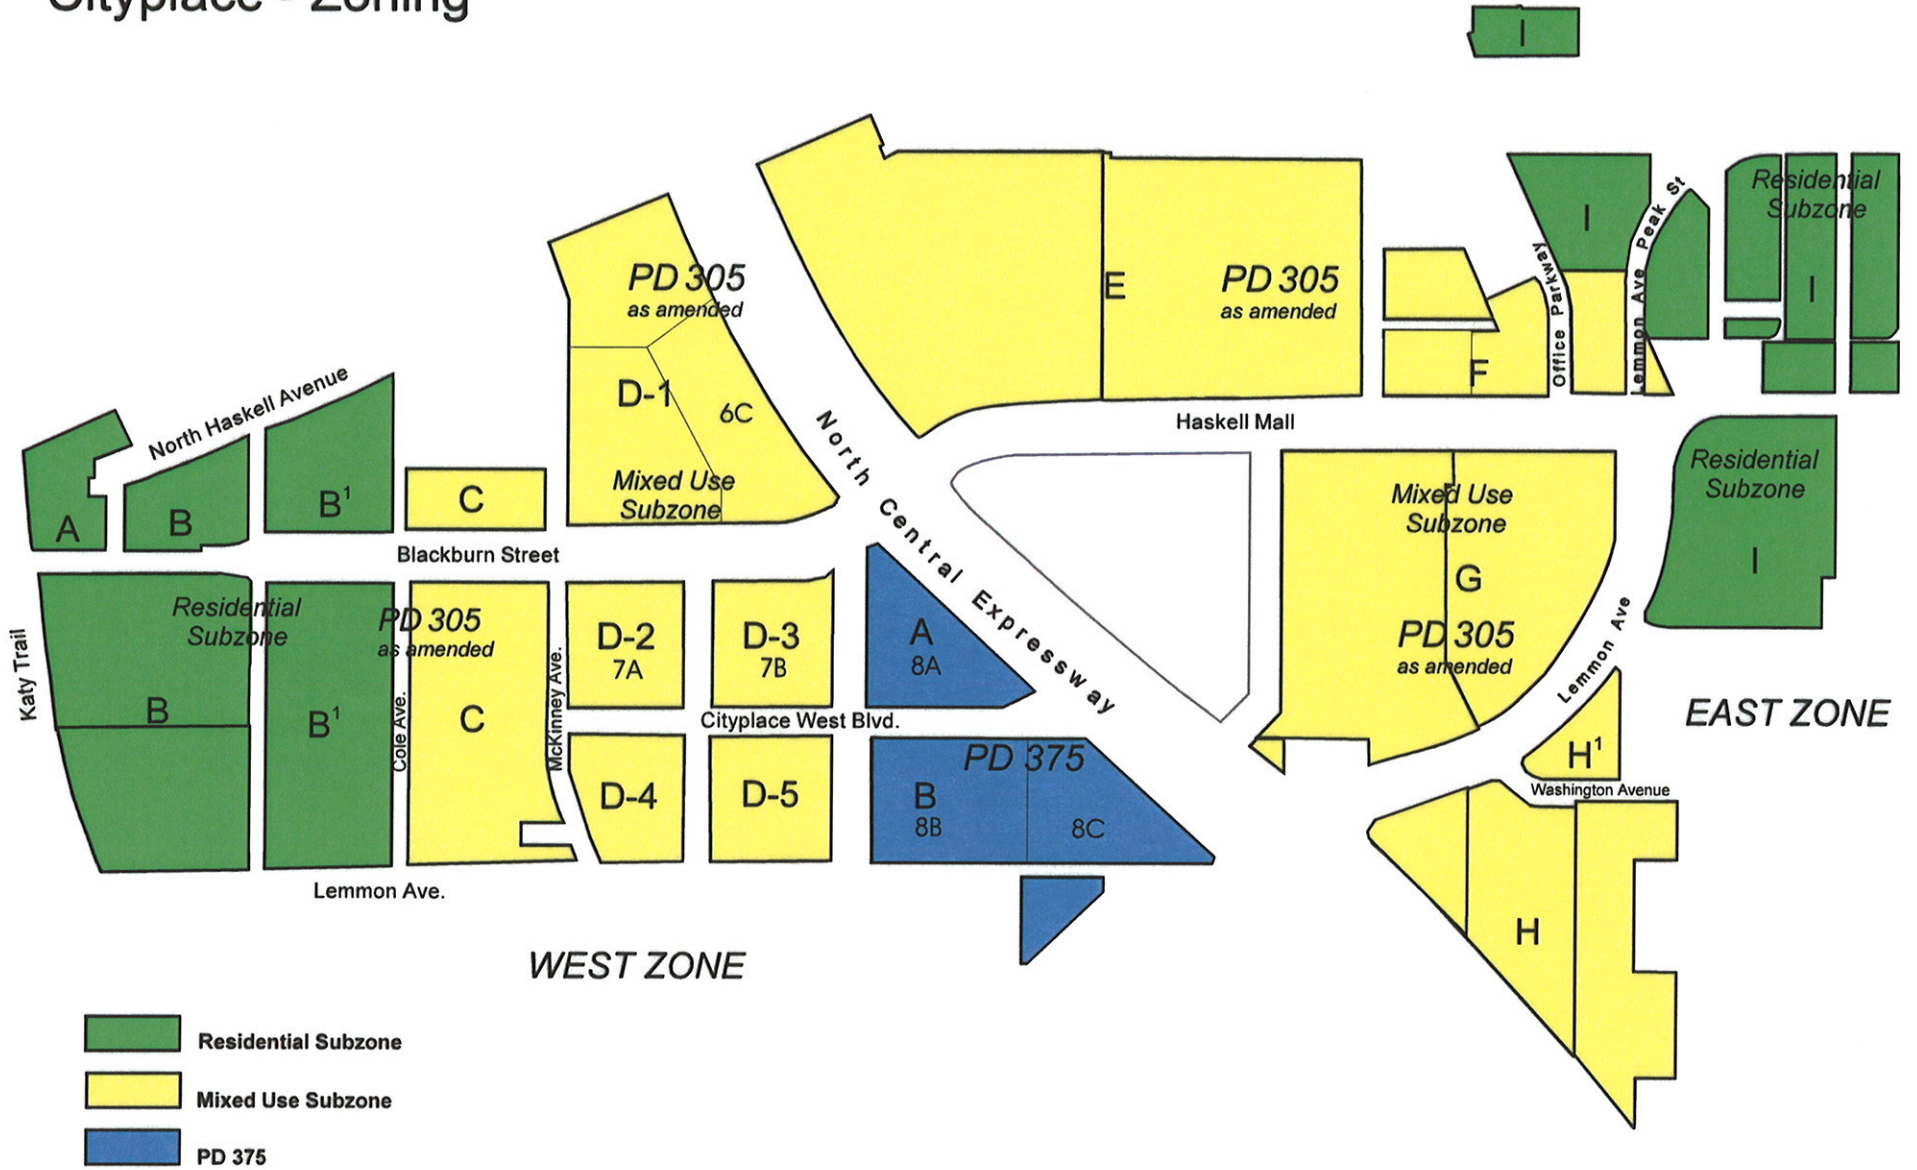 Cityplace - Zoning
I
PD 305
as amended
D-1
6C
Mixed Use
Subzone
E
PD 305
as amended
F
Office Parkway
I
Lemmon Ave Peak St
Residential
Subzone
I
North Haskell Avenue
Haskell Mall
North Central Expressway
A
B
B¹
C
Blackburn Street
Mixed Use
Subzone
G
PD 305
as amended
Residential
Subzone
I
Katy Trail
Residential
Subzone
B
B¹
PD 305
as amended
Cole Ave.
C
McKinney Ave.
D-2
7A
D-3
7B
A
8A
Cityplace West Blvd.
D-4
D-5
PD 375
B
8B
8C
Lemmon Ave
EAST ZONE
H¹
Washington Avenue
H
Lemmon Ave.
WEST ZONE
Residential Subzone
Mixed Use Subzone
PD 375